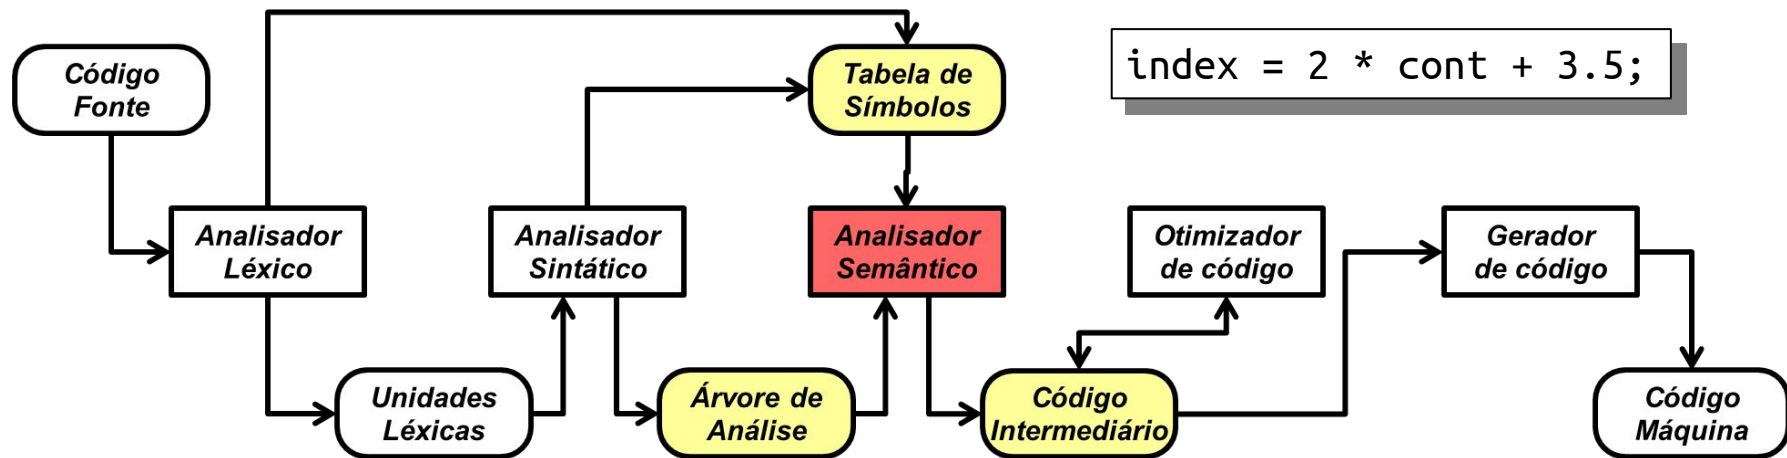 Código
Fonte
Tabela de
Símbolos
index = 2 * cont + 3.5;
Analisador
Léxico
Analisador
Sintático
Analisador
Semântico
Otimizador
de código
Gerador
de código
Unidades
Léxicas
Árvore de
Análise
Código
Intermediário
Código
Máquina